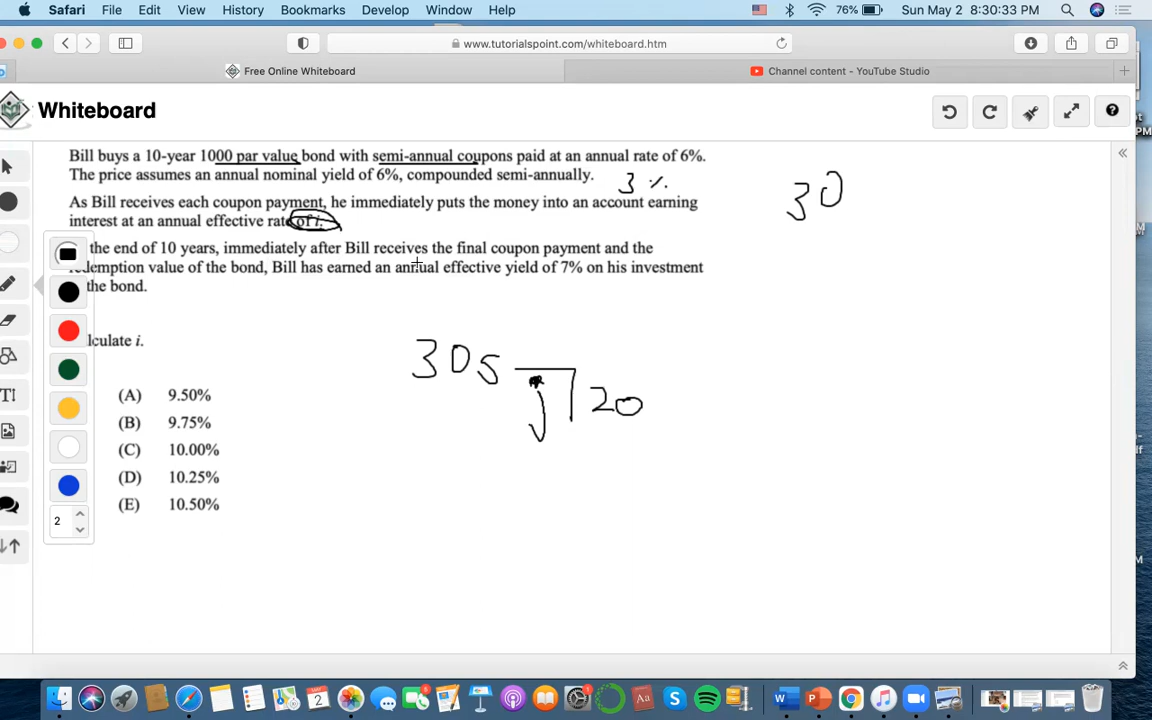 Safari File Edit View History Bookmarks Develop Window Help 76% Sun May 2 8:30:33 PM
www.tutorialspoint.com/whiteboard.htm
Free Online Whiteboard
Channel content - YouTube Studio
Whiteboard
Bill buys a 10-year 1000 par value bond with semi-annual coupons paid at an annual rate of 6%.
The price assumes an annual nominal yield of 6%, compounded semi-annually.
3 %
30
As Bill receives each coupon payment, he immediately puts the money into an account earning
interest at an annual effective rate of i.
the end of 10 years, immediately after Bill receives the final coupon payment and the
demption value of the bond, Bill has earned an annual effective yield of 7% on his investment
the bond.
lculate i.
30s
j 20
(A) 9.50%
(B) 9.75%
(C) 10.00%
(D) 10.25%
(E) 10.50%
2